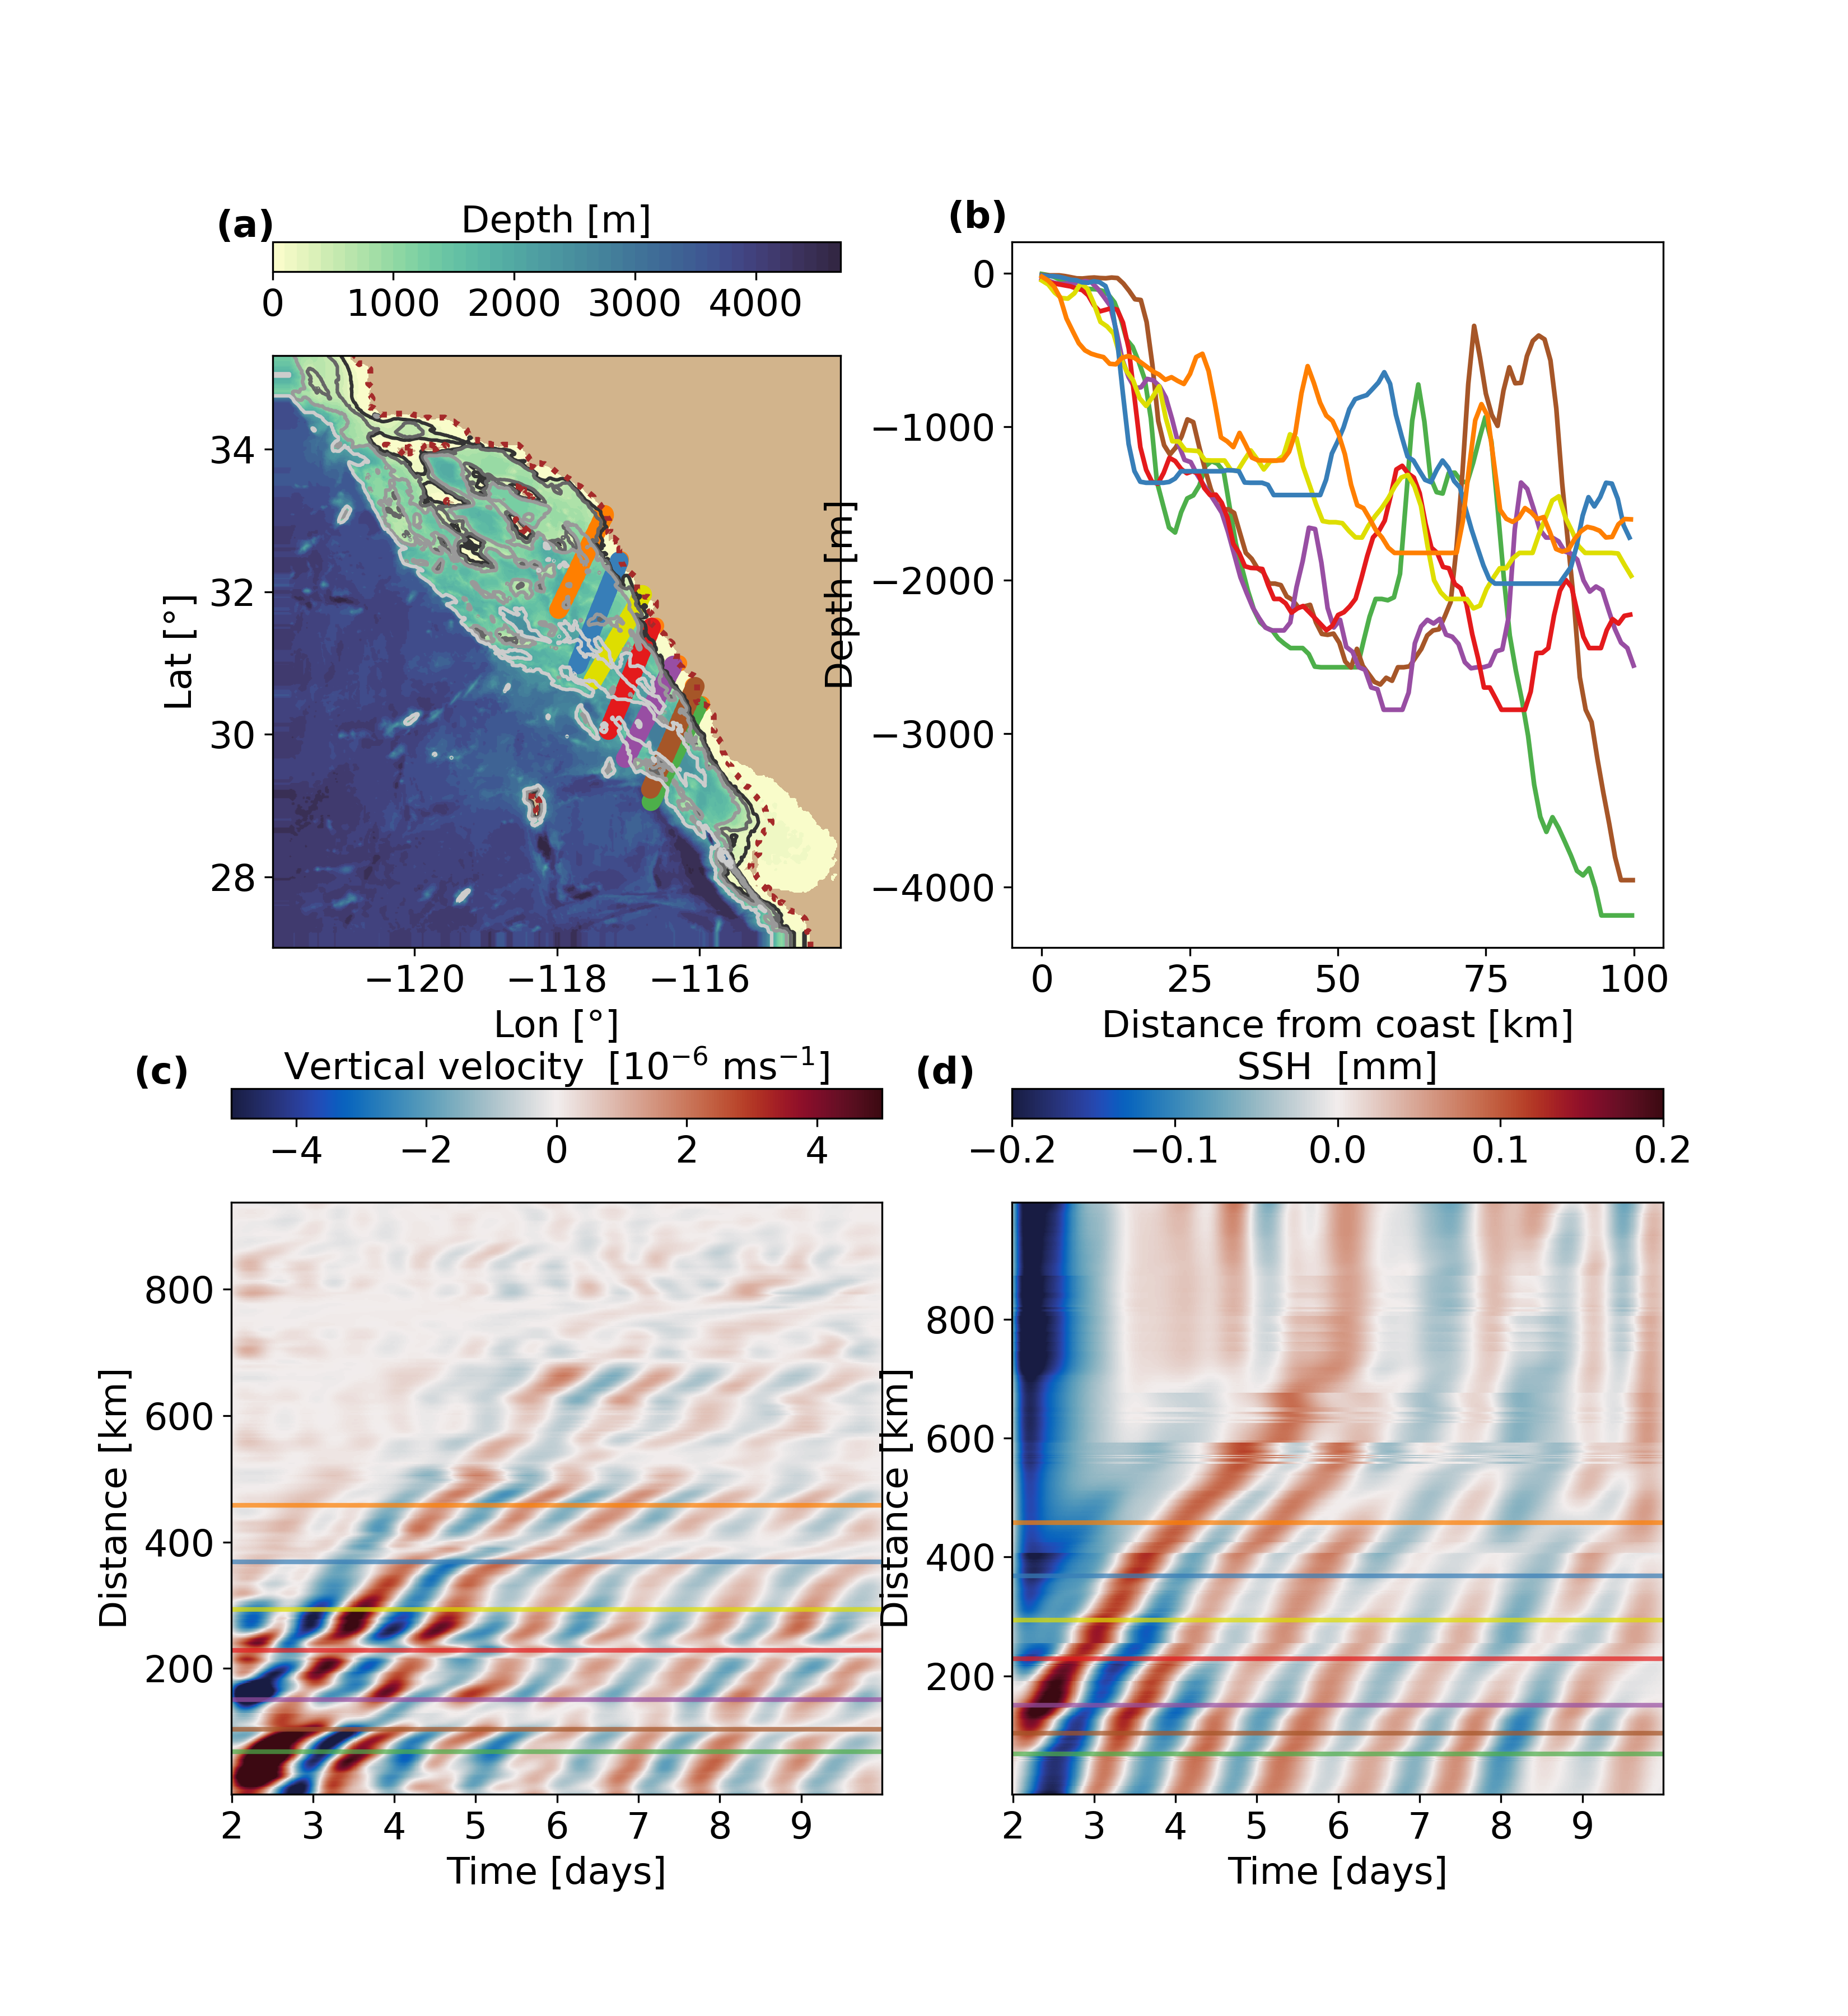 (a) Depth [m]
0 1000 2000 3000 4000
34
32
30
28
Lat [°]
−120 −118 −116
Lon [°]
(b)
0
−1000
−2000
−3000
−4000
Depth [m]
0 25 50 75 100
Distance from coast [km]
(c) Vertical velocity [10⁻⁶ ms⁻¹]
−4 −2 0 2 4
800
600
400
200
Distance [km]
2 3 4 5 6 7 8 9
Time [days]
(d) SSH [mm]
−0.2 −0.1 0.0 0.1 0.2
800
600
400
200
Distance [km]
2 3 4 5 6 7 8 9
Time [days]